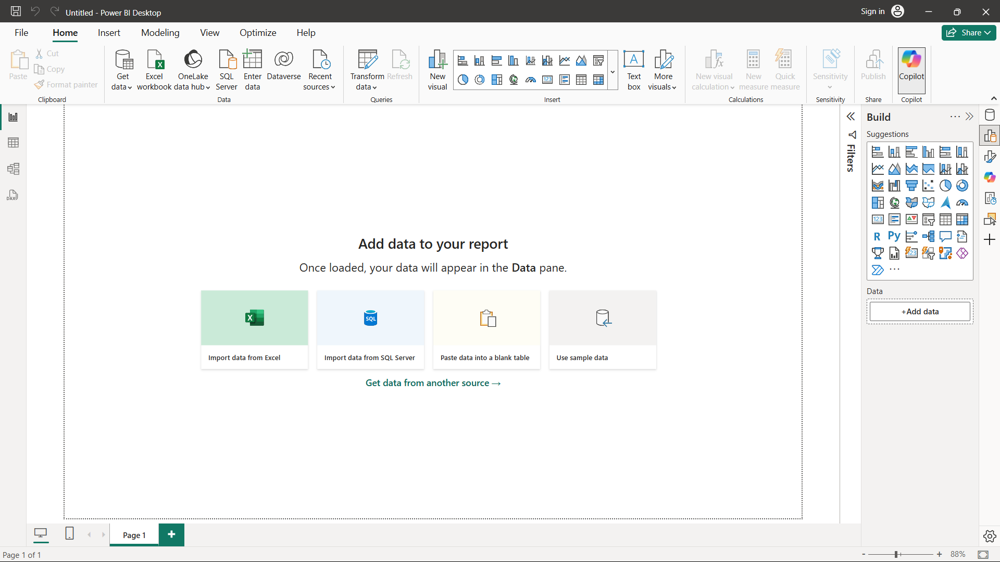 Untitled - Power BI Desktop
Sign in
File
Home
Insert
Modeling
View
Optimize
Help
Share
Paste
Cut
Copy
Format painter
Clipboard
Get data
Excel workbook
OneLake data hub
SQL Server
Enter data
Dataverse
Recent sources
Data
Transform data
Refresh
Queries
New visual
123
A
Text box
More visuals
Insert
New visual calculation
New measure
Quick measure
Calculations
Sensitivity
Sensitivity
Publish
Share
Copilot
Copilot
DAX
Filters
Build
Suggestions
123
R
Py
123
Data
+Add data
Add data to your report
Once loaded, your data will appear in the Data pane.
X
SQL
Import data from Excel
Import data from SQL Server
Paste data into a blank table
Use sample data
Get data from another source →
Page 1
Page 1 of 1
- + 88%